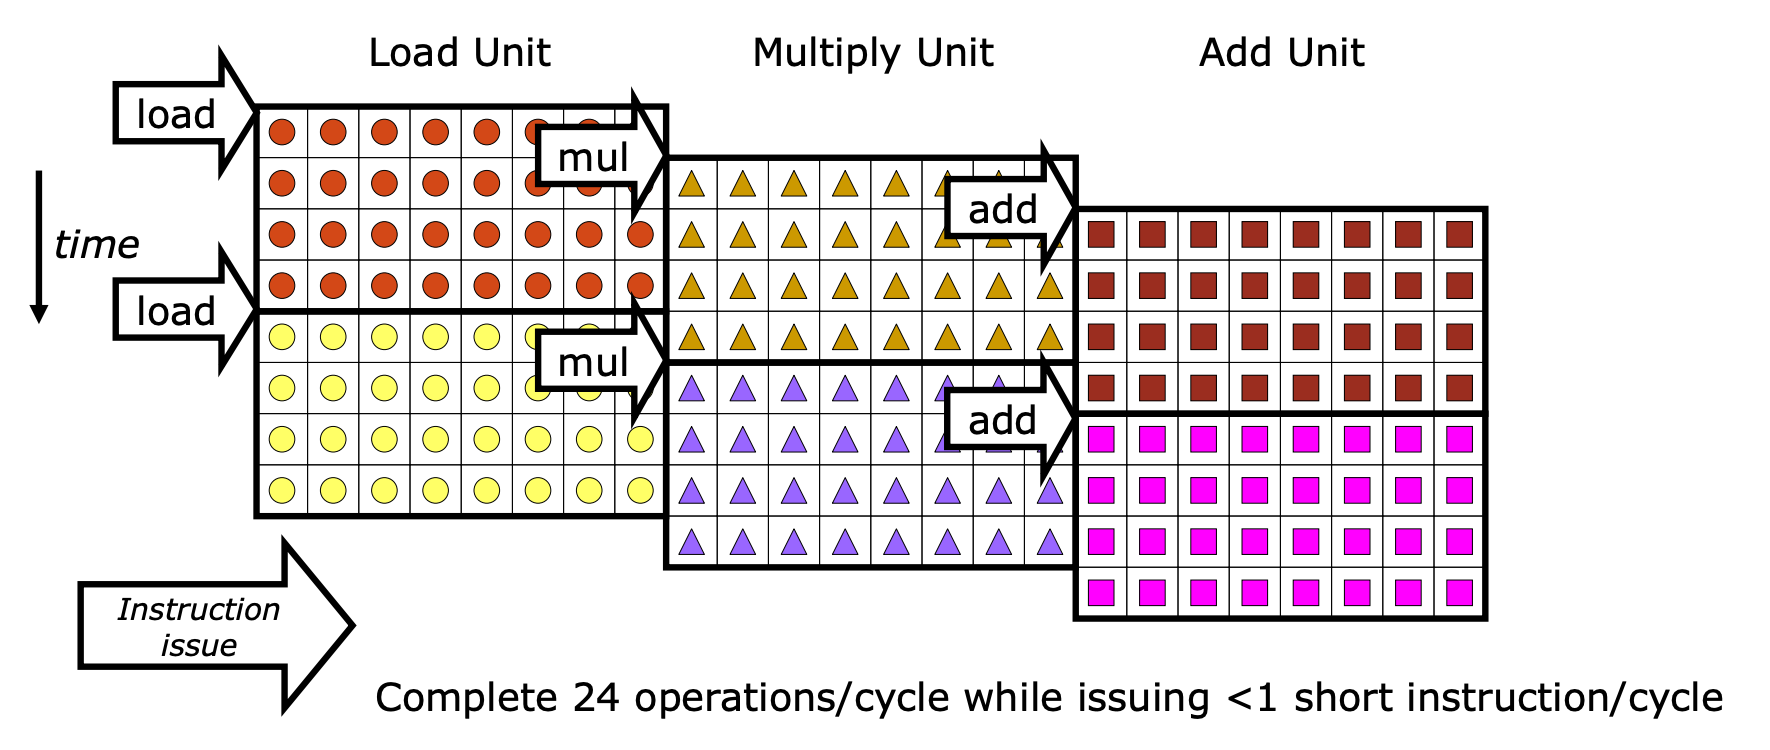 Load Unit
Multiply Unit
Add Unit
load
mul
add
time
load
mul
add
Instruction
issue
Complete 24 operations/cycle while issuing <1 short instruction/cycle